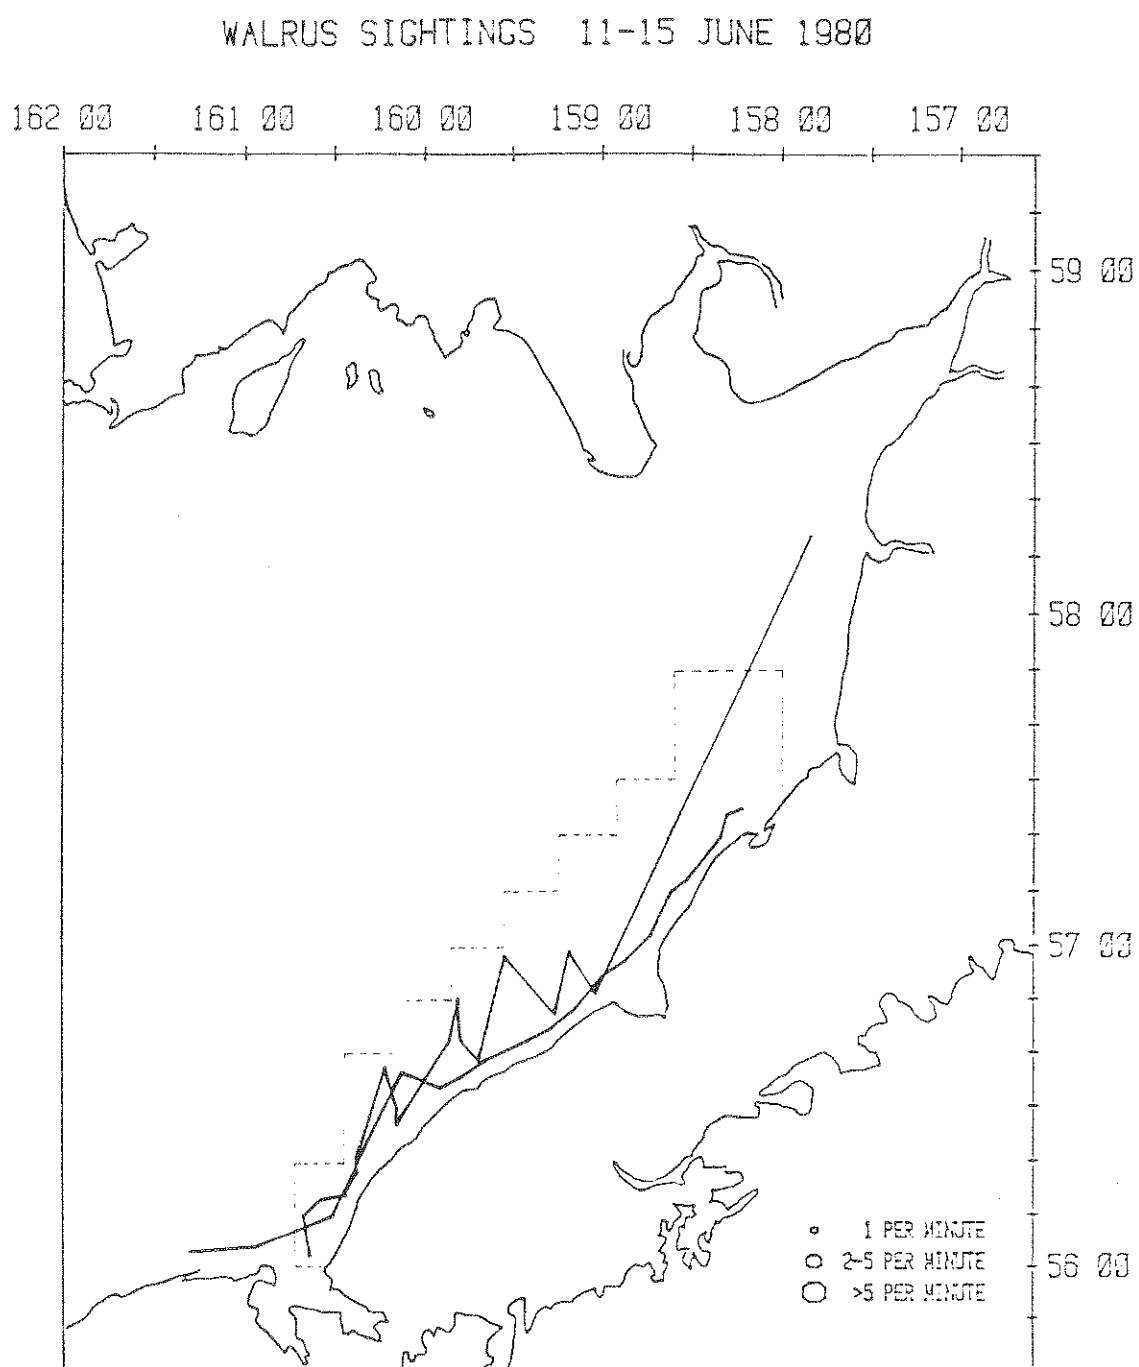 WALRUS SIGHTINGS 11-15 JUNE 1980
162 00 161 00 160 00 159 00 158 00 157 00
59 00
58 00
57 00
1 PER MINUTE
2-5 PER MINUTE
56 00
>5 PER MINUTE